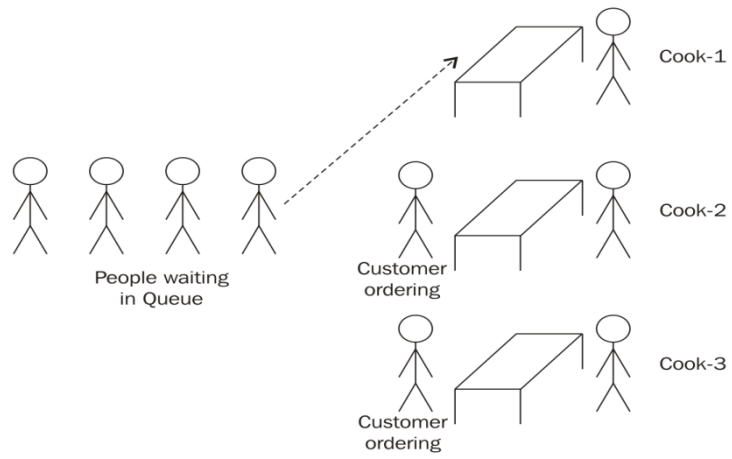 Cook-1
Cook-2
People waiting
in Queue
Customer
ordering
Cook-3
Customer
ordering